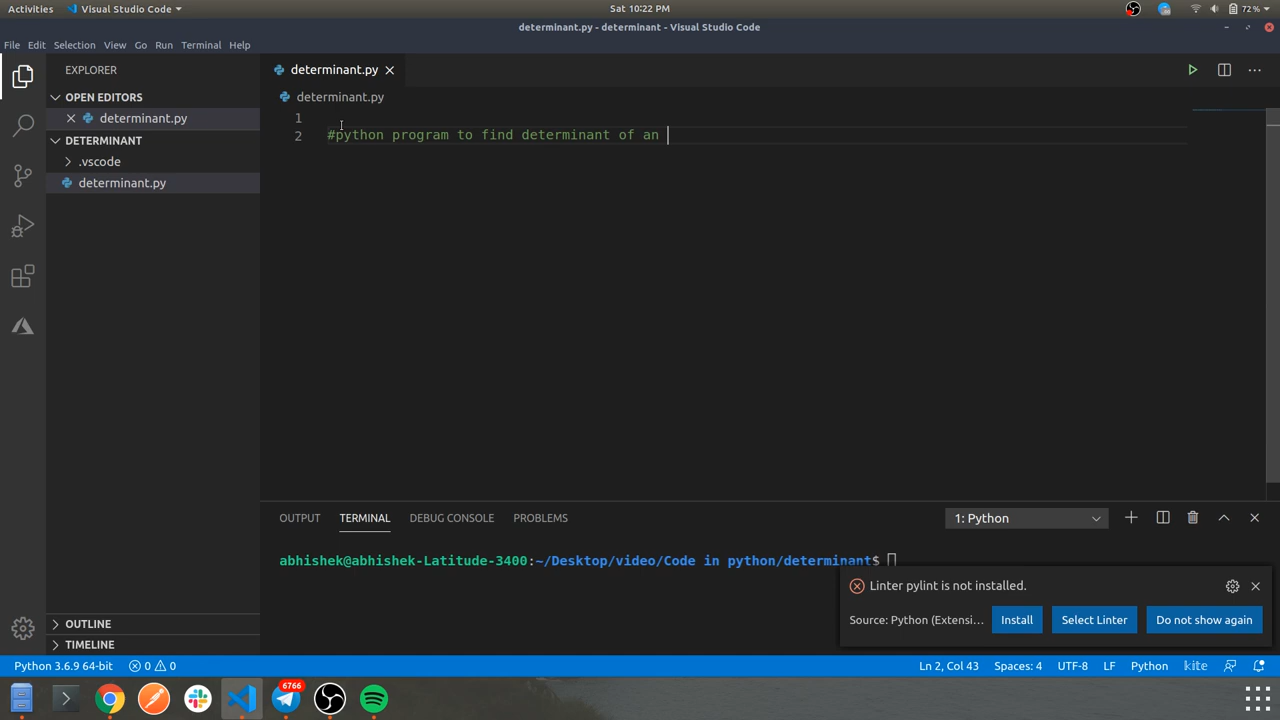 Activities Visual Studio Code Sat 10:22 PM 72%
determinant.py - determinant - Visual Studio Code
File Edit Selection View Go Run Terminal Help
EXPLORER
OPEN EDITORS
determinant.py
DETERMINANT
.vscode
determinant.py
OUTLINE
TIMELINE
determinant.py
determinant.py
1
2 #python program to find determinant of an
OUTPUT TERMINAL DEBUG CONSOLE PROBLEMS 1: Python
abhishek@abhishek-Latitude-3400:~/Desktop/video/Code in python/determinant$
Linter pylint is not installed.
Source: Python (Extensi... Install Select Linter Do not show again
Python 3.6.9 64-bit 0 0 Ln 2, Col 43 Spaces: 4 UTF-8 LF Python kite
6766